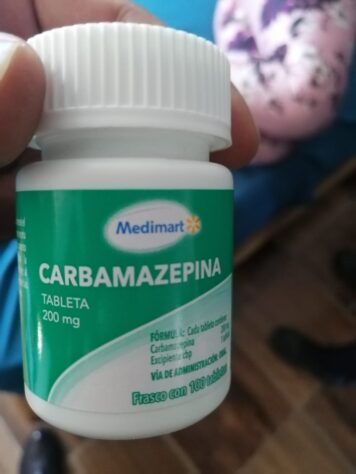 Medimart
CARBAMAZEPINA
TABLETA
200 mg
FÓRMULA: Cada tableta contiene:
Carbamazepina
Excipiente cbp
VÍA DE ADMINISTRACIÓN: ORAL
Frasco con 100 tabletas